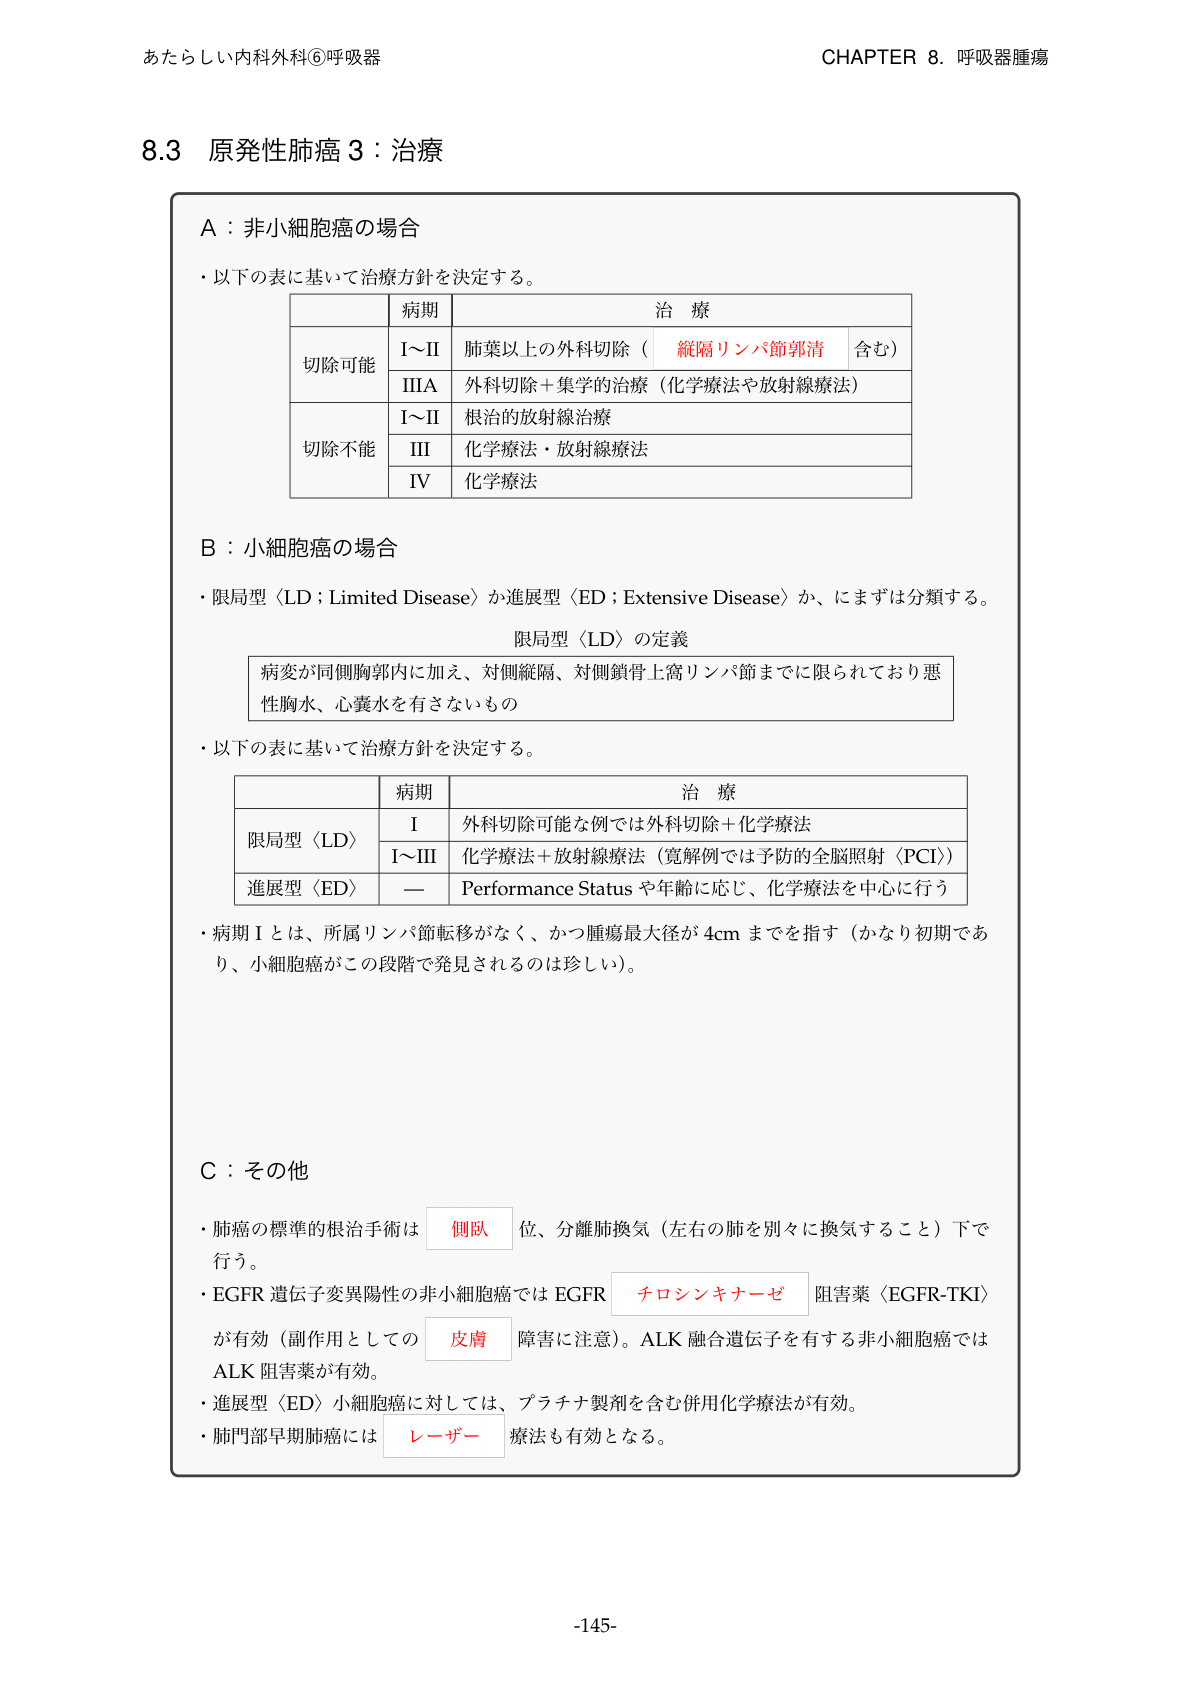 あたらしい内科外科⑥呼吸器 CHAPTER 8. 呼吸器腫瘍
8.3 原発性肺癌 3：治療
A：非小細胞癌の場合
・以下の表に基いて治療方針を決定する。
病期 治 療
切除可能 I〜II 肺葉以上の外科切除（ 縦隔リンパ節郭清 含む）
IIIA 外科切除＋集学的治療（化学療法や放射線療法）
切除不能 I〜II 根治的放射線治療
III 化学療法・放射線療法
IV 化学療法
B：小細胞癌の場合
・限局型〈LD；Limited Disease〉か進展型〈ED；Extensive Disease〉か、にまずは分類する。
限局型〈LD〉の定義
病変が同側胸郭内に加え、対側縦隔、対側鎖骨上窩リンパ節までに限られており悪
性胸水、心嚢水を有さないもの
・以下の表に基いて治療方針を決定する。
病期 治 療
限局型〈LD〉 I 外科切除可能な例では外科切除＋化学療法
I〜III 化学療法＋放射線療法（寛解例では予防的全脳照射〈PCI〉）
進展型〈ED〉 — Performance Status や年齢に応じ、化学療法を中心に行う
・病期 I とは、所属リンパ節転移がなく、かつ腫瘍最大径が 4cm までを指す（かなり初期であ
り、小細胞癌がこの段階で発見されるのは珍しい）。
C：その他
・肺癌の標準的根治手術は 側臥 位、分離肺換気（左右の肺を別々に換気すること）下で
行う。
・EGFR 遺伝子変異陽性の非小細胞癌では EGFR チロシンキナーゼ 阻害薬〈EGFR-TKI〉
が有効（副作用としての 皮膚 障害に注意）。ALK 融合遺伝子を有する非小細胞癌では
ALK 阻害薬が有効。
・進展型〈ED〉小細胞癌に対しては、プラチナ製剤を含む併用化学療法が有効。
・肺門部早期肺癌には レーザー 療法も有効となる。
-145-